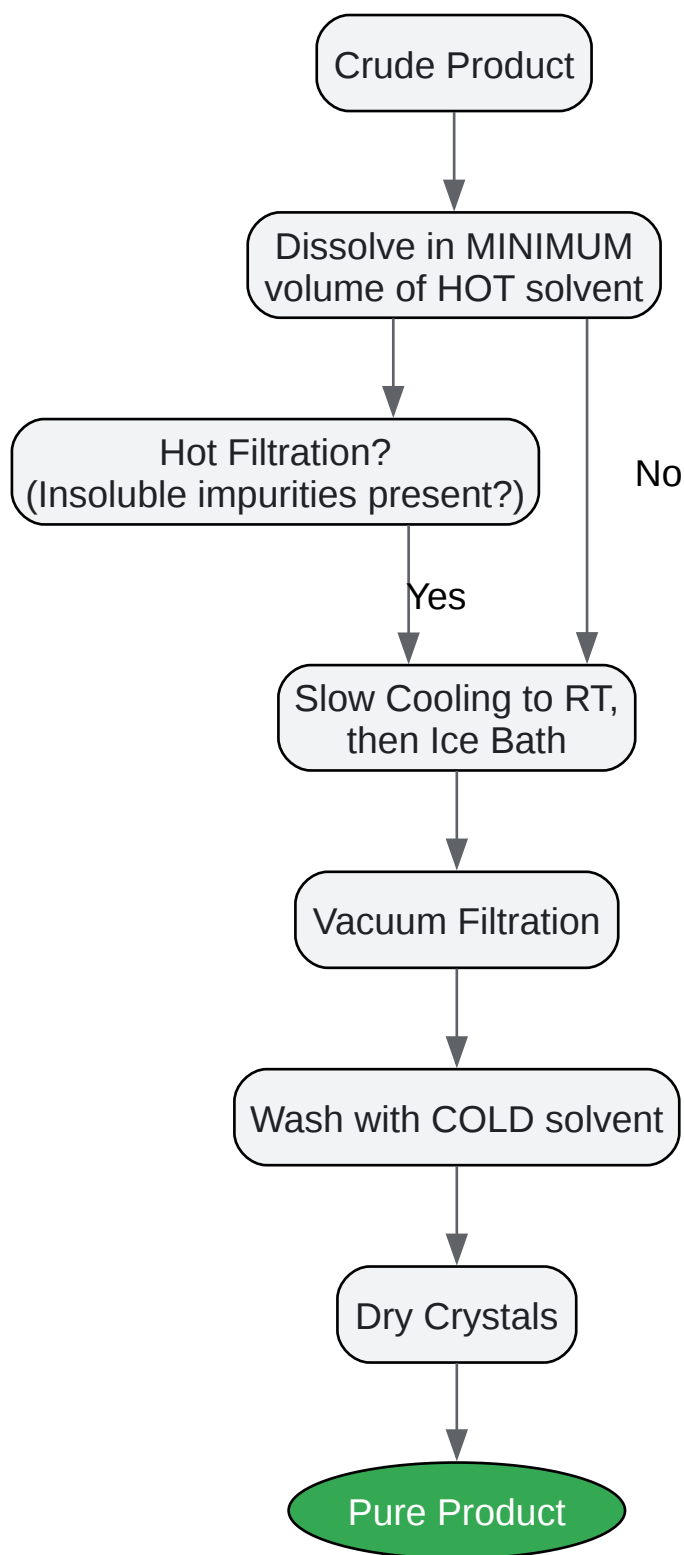 Crude Product
Dissolve in MINIMUM
volume of HOT solvent
Hot Filtration?
(Insoluble impurities present?)
No
Yes
Slow Cooling to RT,
then Ice Bath
Vacuum Filtration
Wash with COLD solvent
Dry Crystals
Pure Product